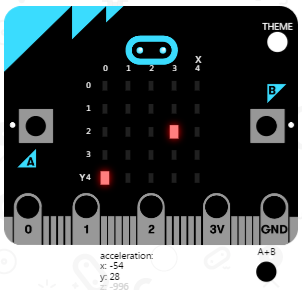 THEME
X
0 1 2 3 4
0
B
1
2
3
A
Y4
0 1 2 3V GND
acceleration:
A+B
x: -54
y: 28
z: -996